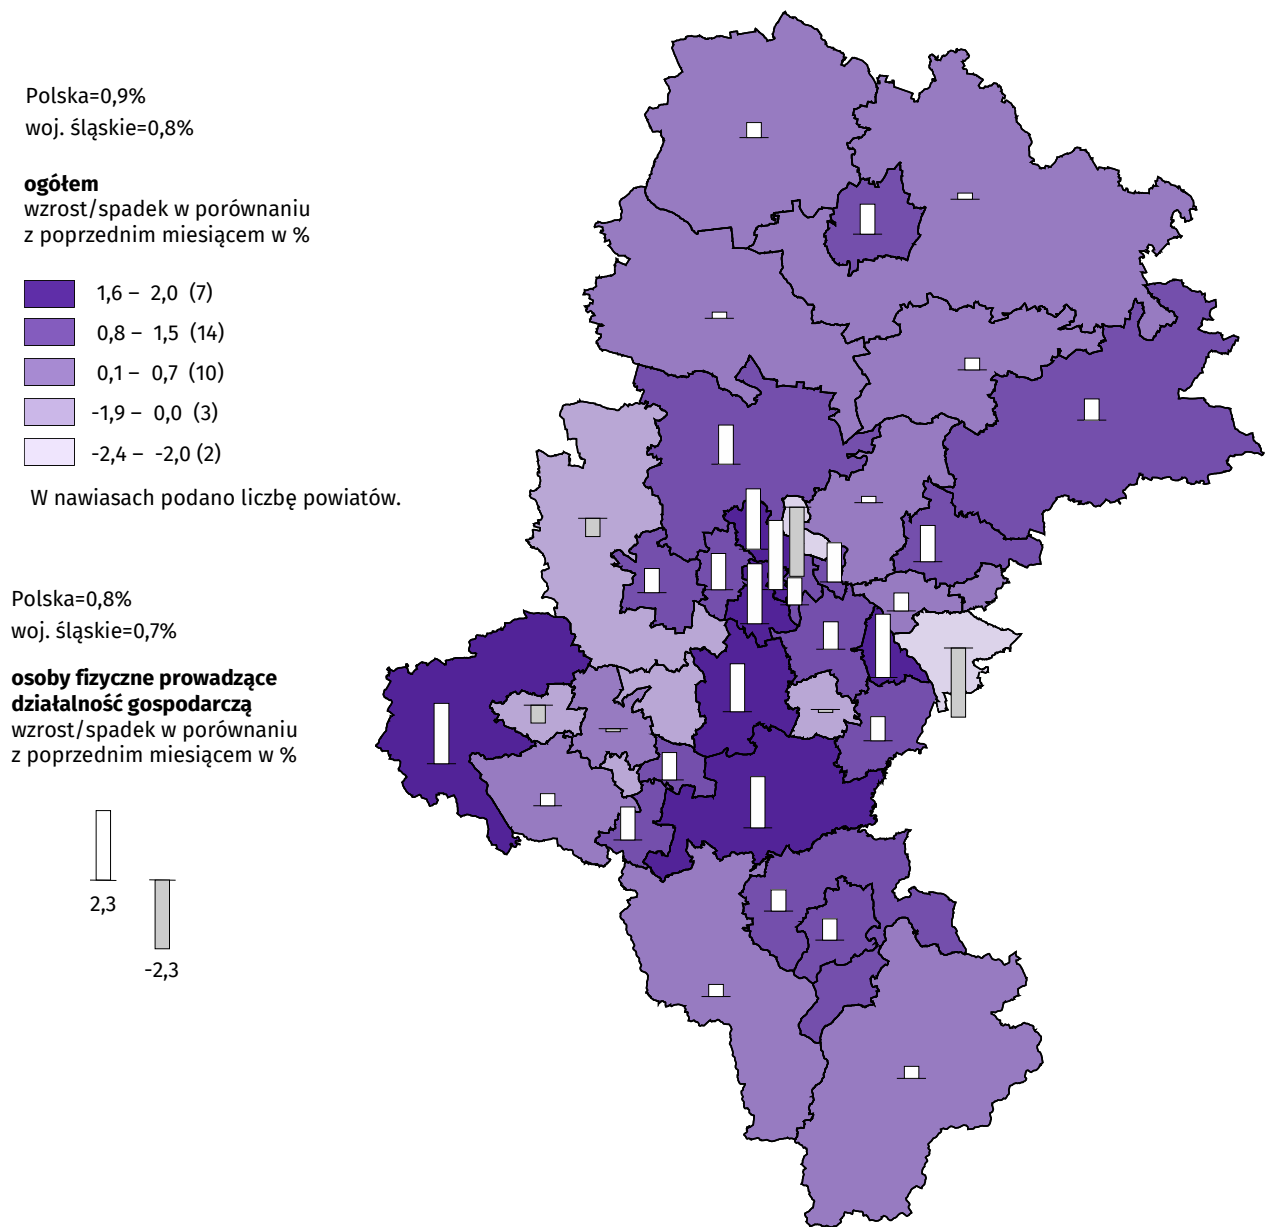 Polska=0,9%
woj. śląskie=0,8%
ogółem
wzrost/spadek w porównaniu
z poprzednim miesiącem w %
1,6 – 2,0 (7)
0,8 – 1,5 (14)
0,1 – 0,7 (10)
-1,9 – 0,0 (3)
-2,4 – -2,0 (2)
W nawiasach podano liczbę powiatów.
Polska=0,8%
woj. śląskie=0,7%
osoby fizyczne prowadzące
działalność gospodarczą
wzrost/spadek w porównaniu
z poprzednim miesiącem w %
2,3
-2,3